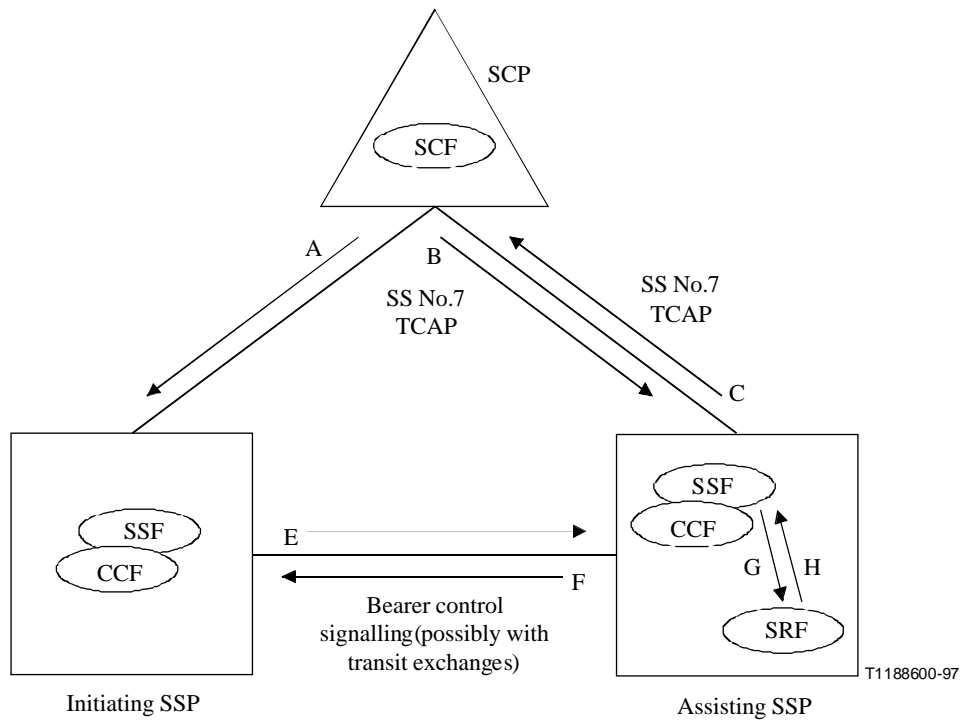 SCP
SCF
A
B
SS No.7
TCAP
SS No.7
TCAP
C
SSF
CCF
E
F
Bearer control
signalling(possibly with
transit exchanges)
SSF
CCF
G
H
SRF
T1188600-97
Initiating SSP
Assisting SSP